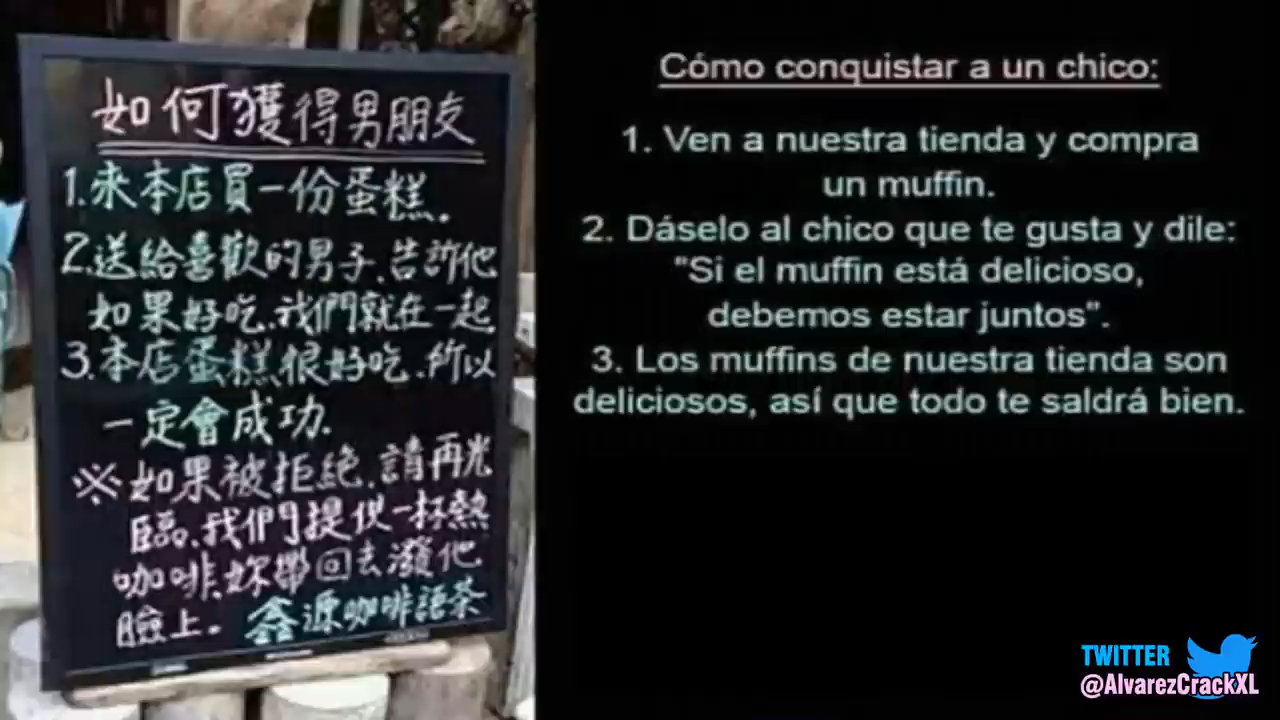 如何獲得男朋友
1.來本店買一份蛋糕.
2.送給喜歡的男子.告訴他
如果好吃.我們就在一起
3.本店蛋糕很好吃.所以
一定會成功.
※如果被拒絕.請再光
臨.我們提供一杯熱
咖啡.妳帶回去潑他
臉上。鑫源咖啡語茶
Cómo conquistar a un chico:
1. Ven a nuestra tienda y compra
un muffin.
2. Dáselo al chico que te gusta y dile:
"Si el muffin está delicioso,
debemos estar juntos".
3. Los muffins de nuestra tienda son
deliciosos, así que todo te saldrá bien.
TWITTER
@AlvarezCrackXL